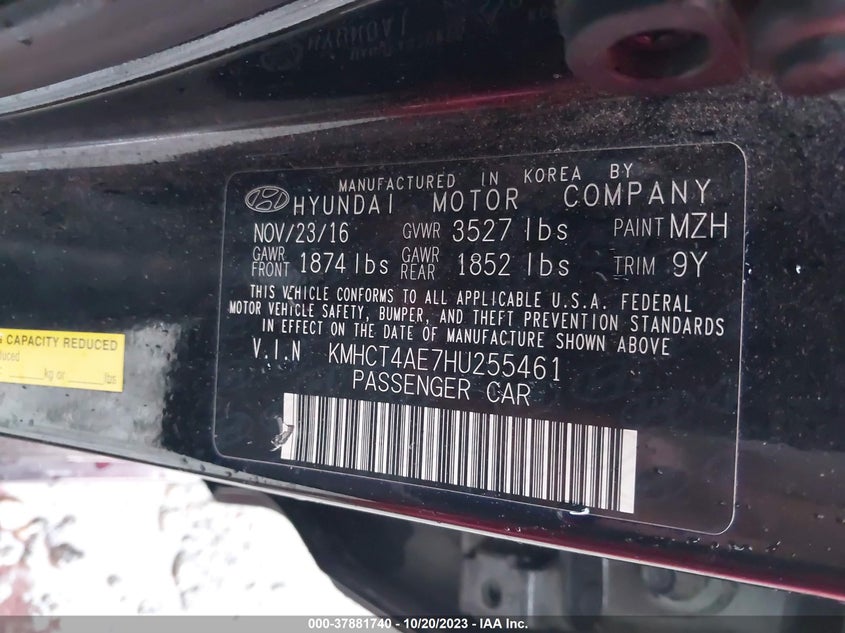 HYUNDAI
MANUFACTURED IN KOREA BY
HYUNDAI MOTOR COMPANY
NOV/23/16 GVWR 3527 lbs PAINT MZH
GAWR FRONT 1874 lbs GAWR REAR 1852 lbs TRIM 9Y
THIS VEHICLE CONFORMS TO ALL APPLICABLE U.S.A. FEDERAL
MOTOR VEHICLE SAFETY, BUMPER, AND THEFT PREVENTION STANDARDS
IN EFFECT ON THE DATE OF MANUFACTURE SHOWN ABOVE
V.I.N KMHCT4AE7HU255461
PASSENGER CAR
CAPACITY REDUCED
kg or lbs
000-37881740 - 10/20/2023 - IAA Inc.